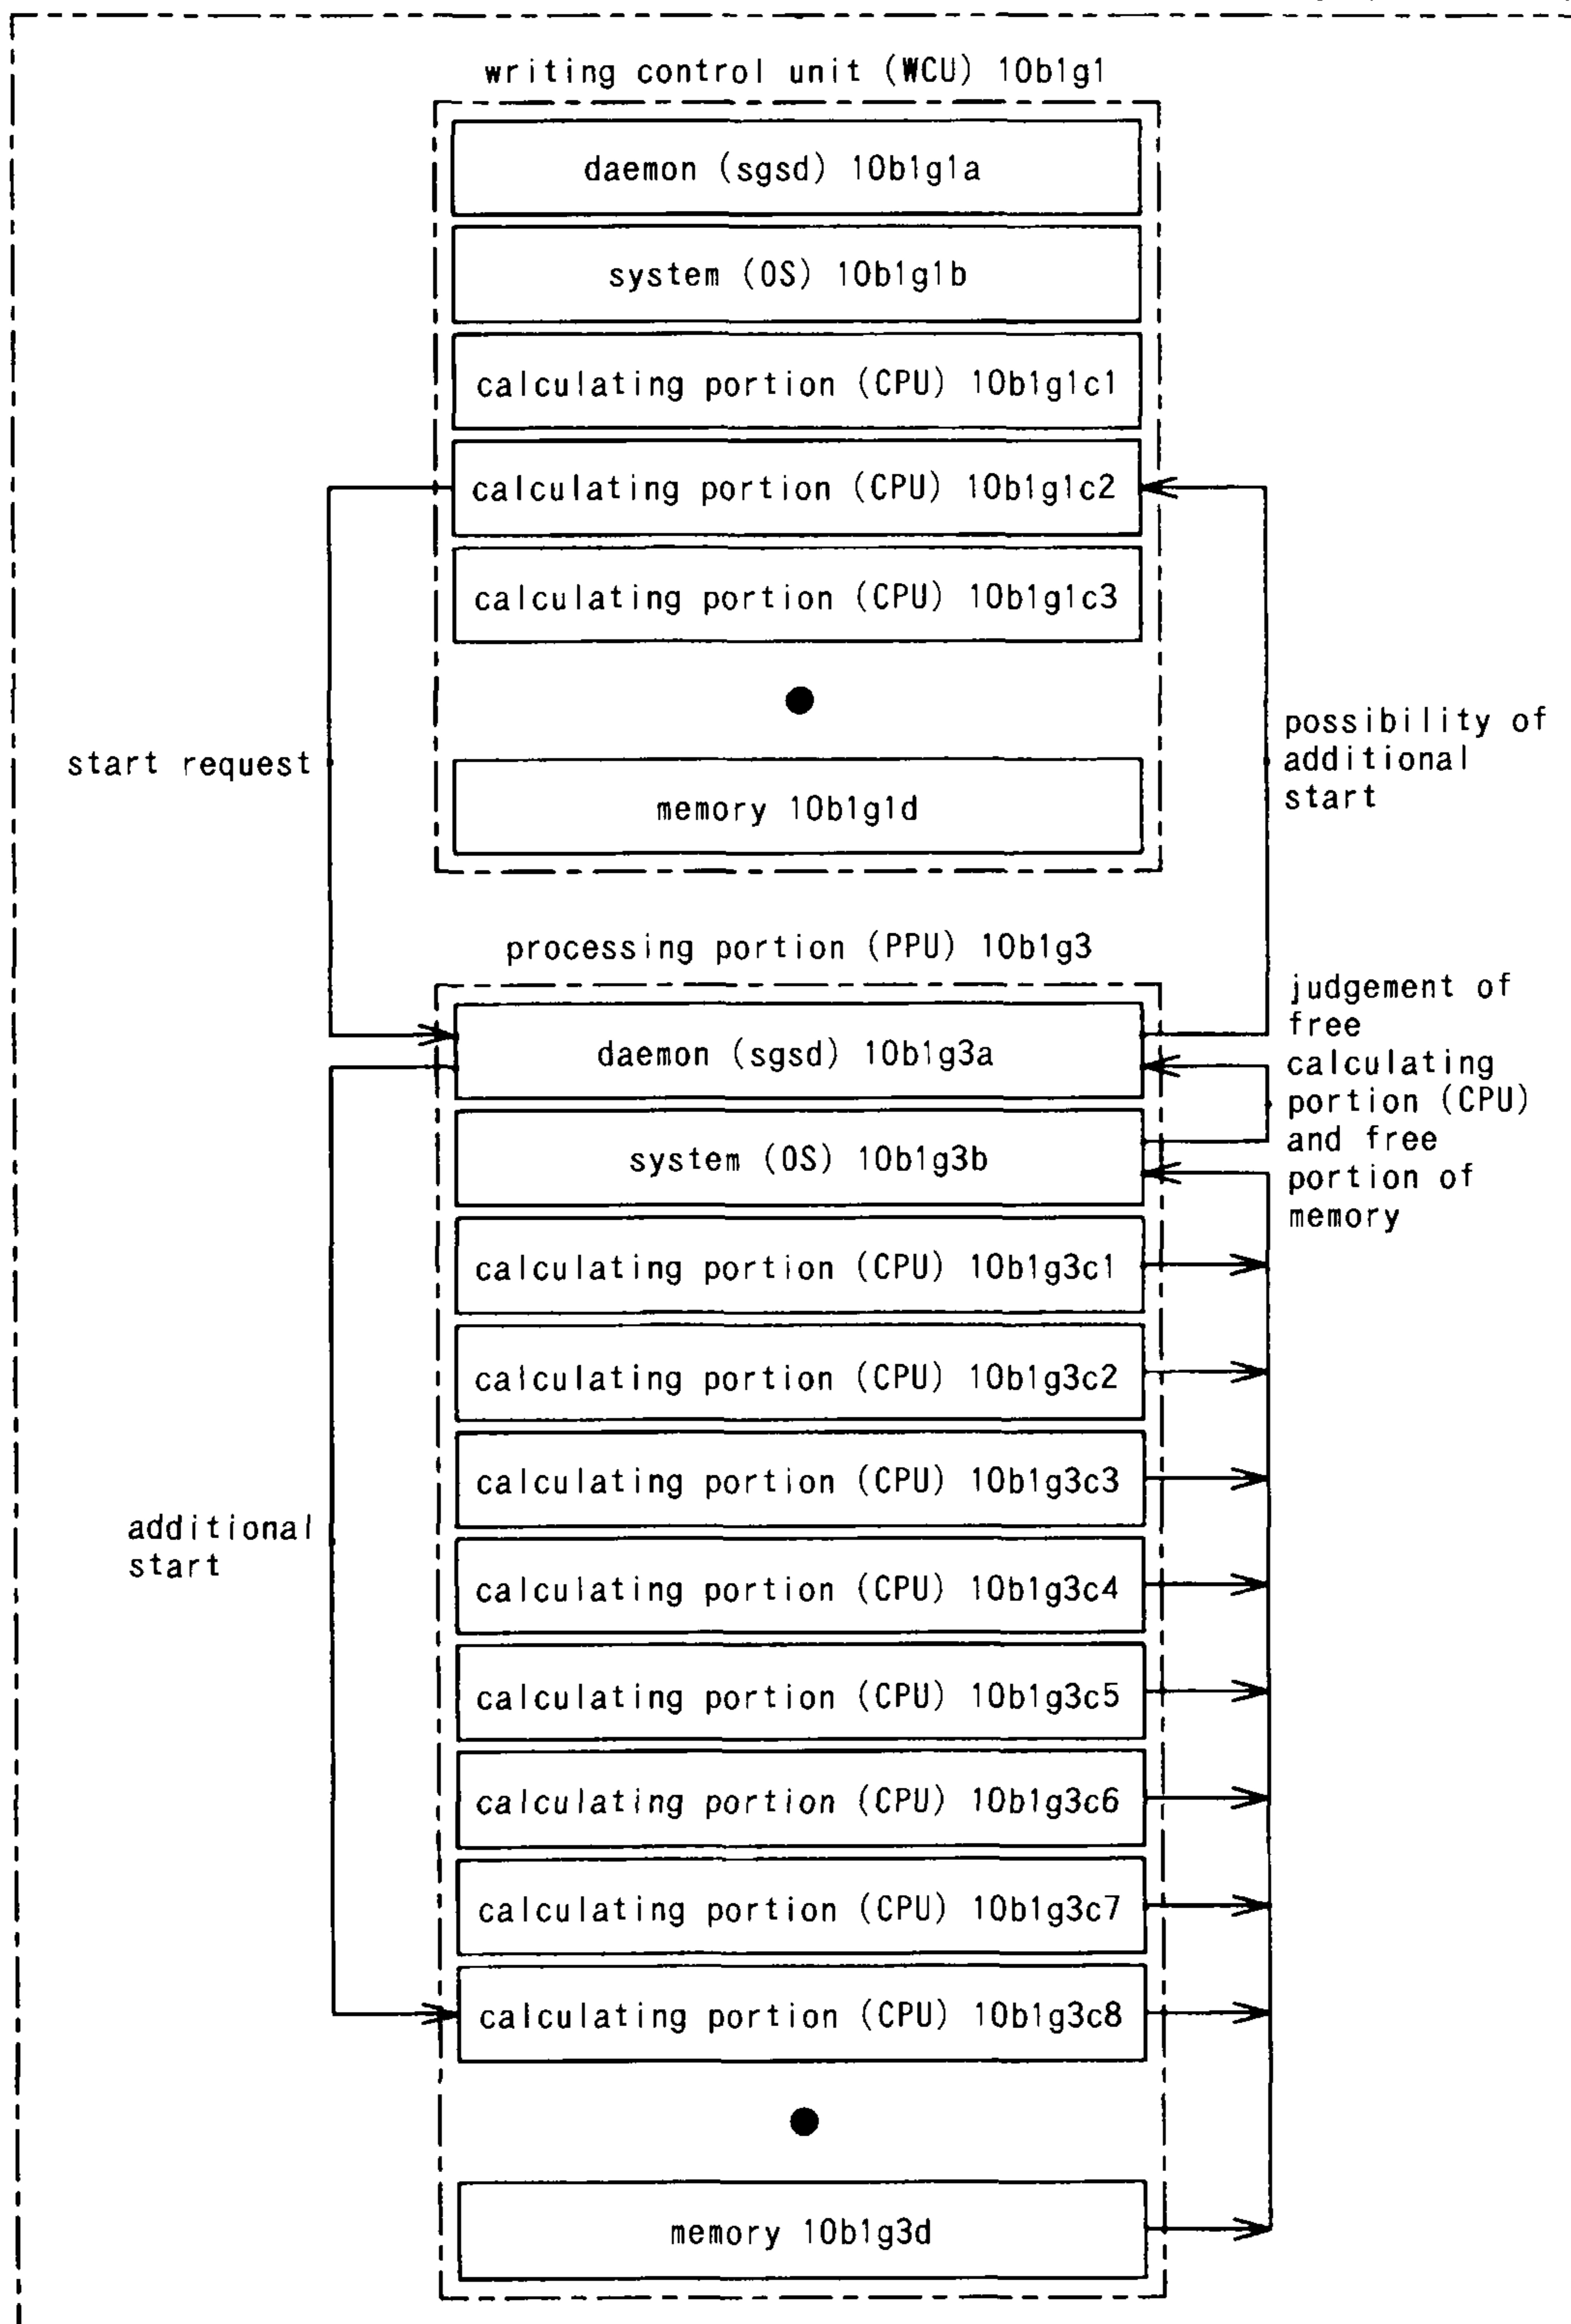 writing control unit (WCU) 10b1g1
daemon (sgsd) 10b1g1a
system (OS) 10b1g1b
calculating portion (CPU) 10b1g1c1
calculating portion (CPU) 10b1g1c2
calculating portion (CPU) 10b1g1c3
start request
possibility of
additional
start
memory 10b1g1d
processing portion (PPU) 10b1g3
judgement of
free
calculating
portion (CPU)
and free
portion of
memory
daemon (sgsd) 10b1g3a
system (OS) 10b1g3b
calculating portion (CPU) 10b1g3c1
calculating portion (CPU) 10b1g3c2
calculating portion (CPU) 10b1g3c3
additional
start
calculating portion (CPU) 10b1g3c4
calculating portion (CPU) 10b1g3c5
calculating portion (CPU) 10b1g3c6
calculating portion (CPU) 10b1g3c7
calculating portion (CPU) 10b1g3c8
memory 10b1g3d